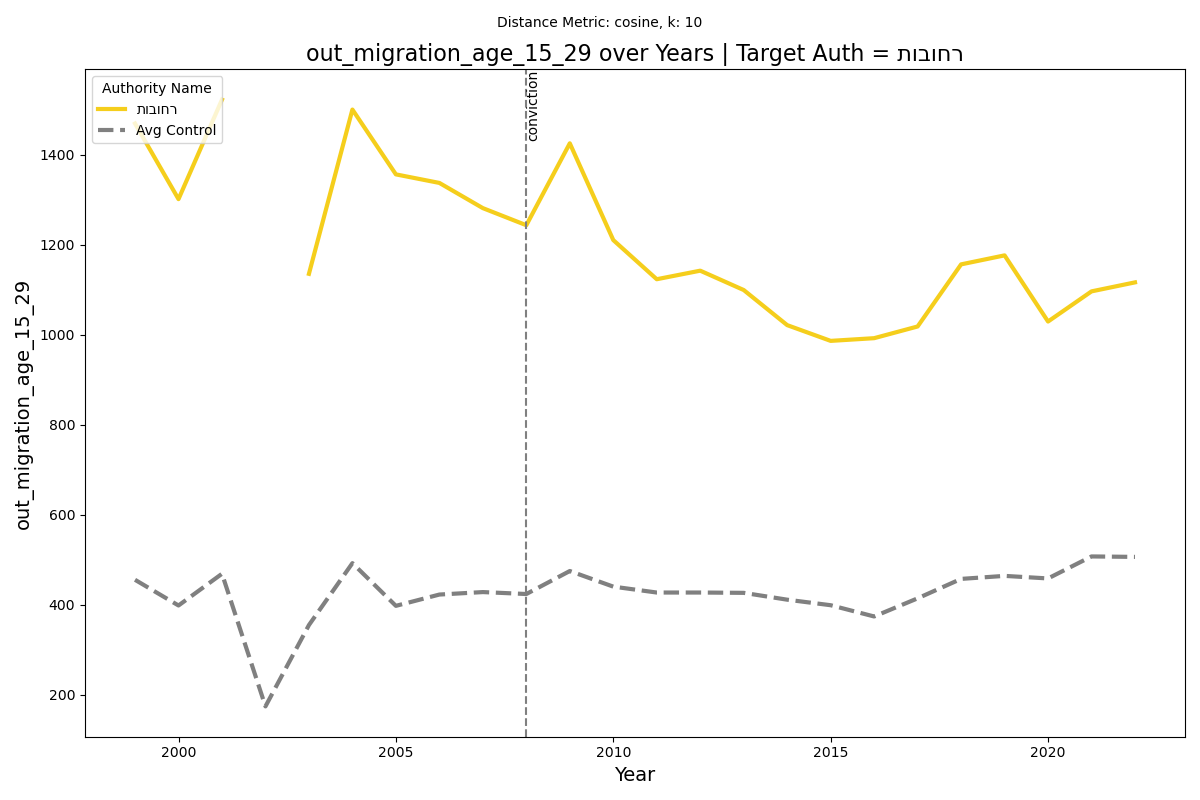 Distance Metric: cosine, k: 10
out_migration_age_15_29 over Years | Target Auth = רחובות
Authority Name
רחובות
Avg Control
conviction
out_migration_age_15_29
1400
1200
1000
800
600
400
200
2000
2005
2010
2015
2020
Year